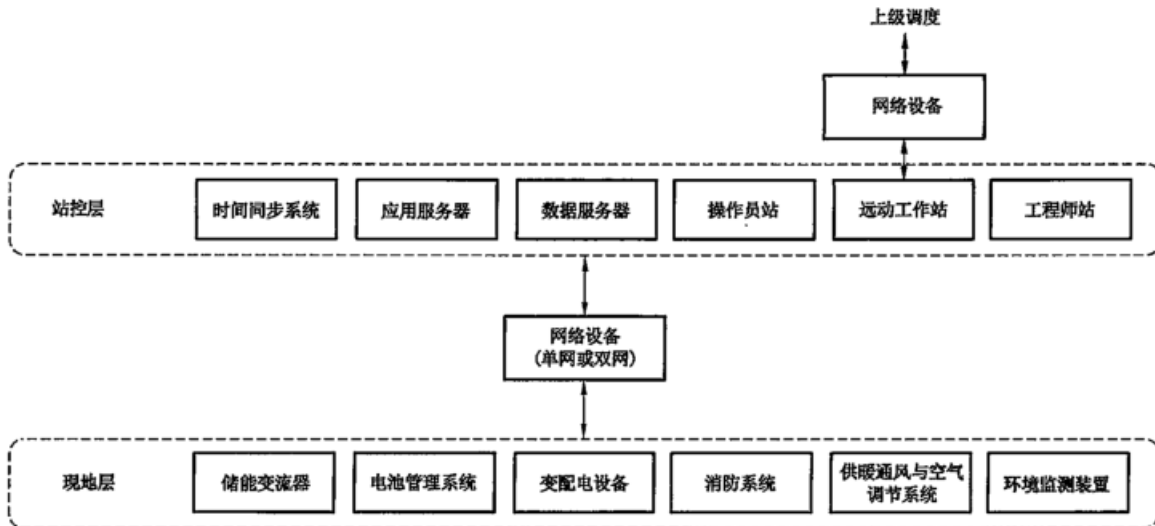 上级调度
网络设备
站控层
时间同步系统
应用服务器
数据服务器
操作员站
远动工作站
工程师站
网络设备
(单网或双网)
现地层
储能变流器
电池管理系统
变配电设备
消防系统
供暖通风与空气
调节系统
环境监测装置